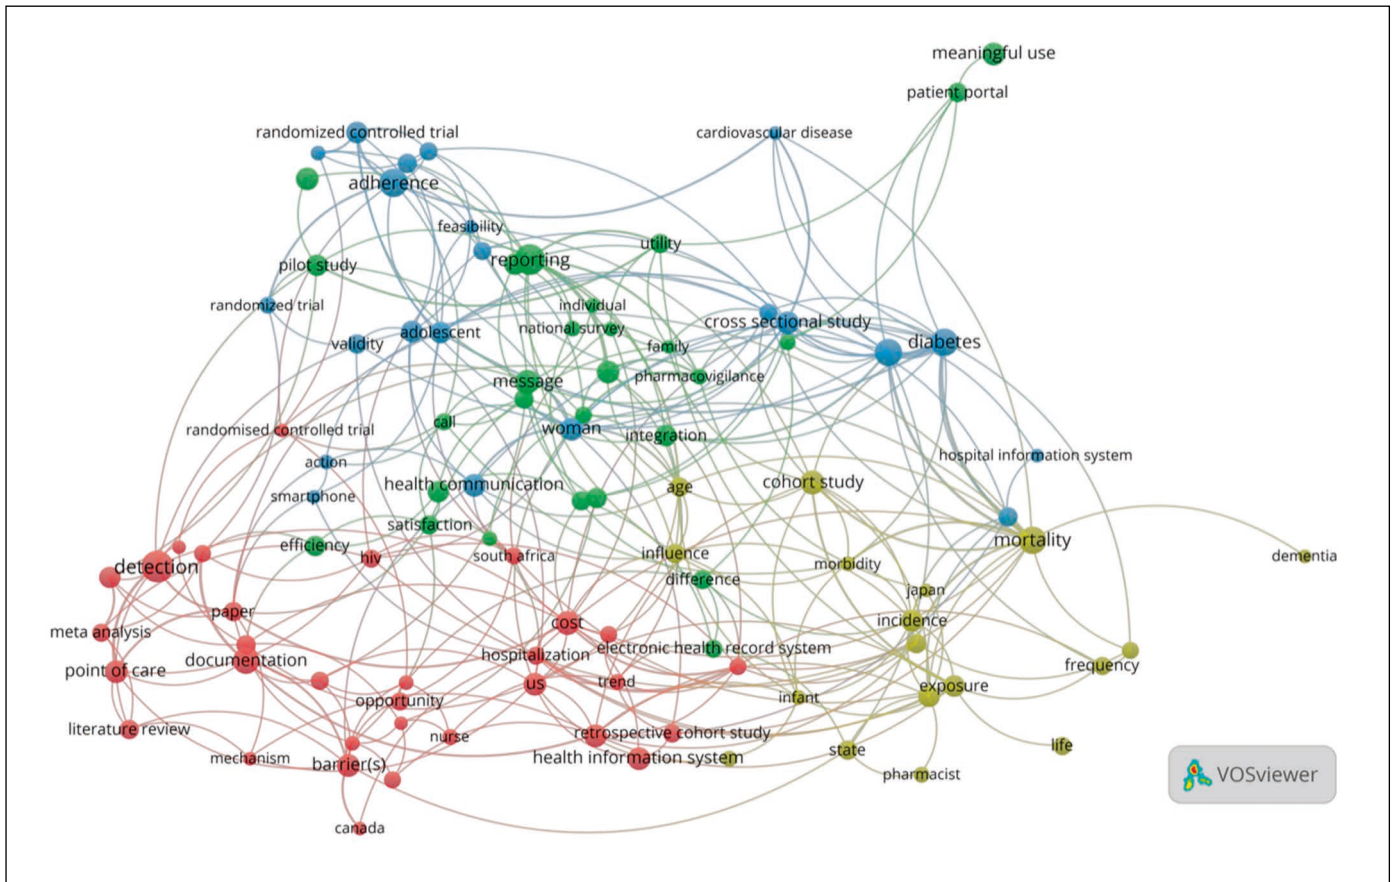 meaningful use
patient portal
randomized controlled trial
cardiovascular disease
adherence
feasibility
utility
reporting
pilot study
randomized trial
individual
cross sectional study
national survey
adolescent
validity
family
diabetes
message
pharmacovigilance
call
randomised controlled trial
woman
integration
hospital information system
action
health communication
age
cohort study
smartphone
satisfaction
mortality
efficiency
hiv
south africa
influence
dementia
detection
morbidity
difference
japan
paper
cost
incidence
meta analysis
electronic health record system
hospitalization
documentation
point of care
frequency
us
trend
exposure
opportunity
infant
literature review
nurse
retrospective cohort study
life
mechanism
barrier(s)
health information system
state
pharmacist
VOSviewer
canada